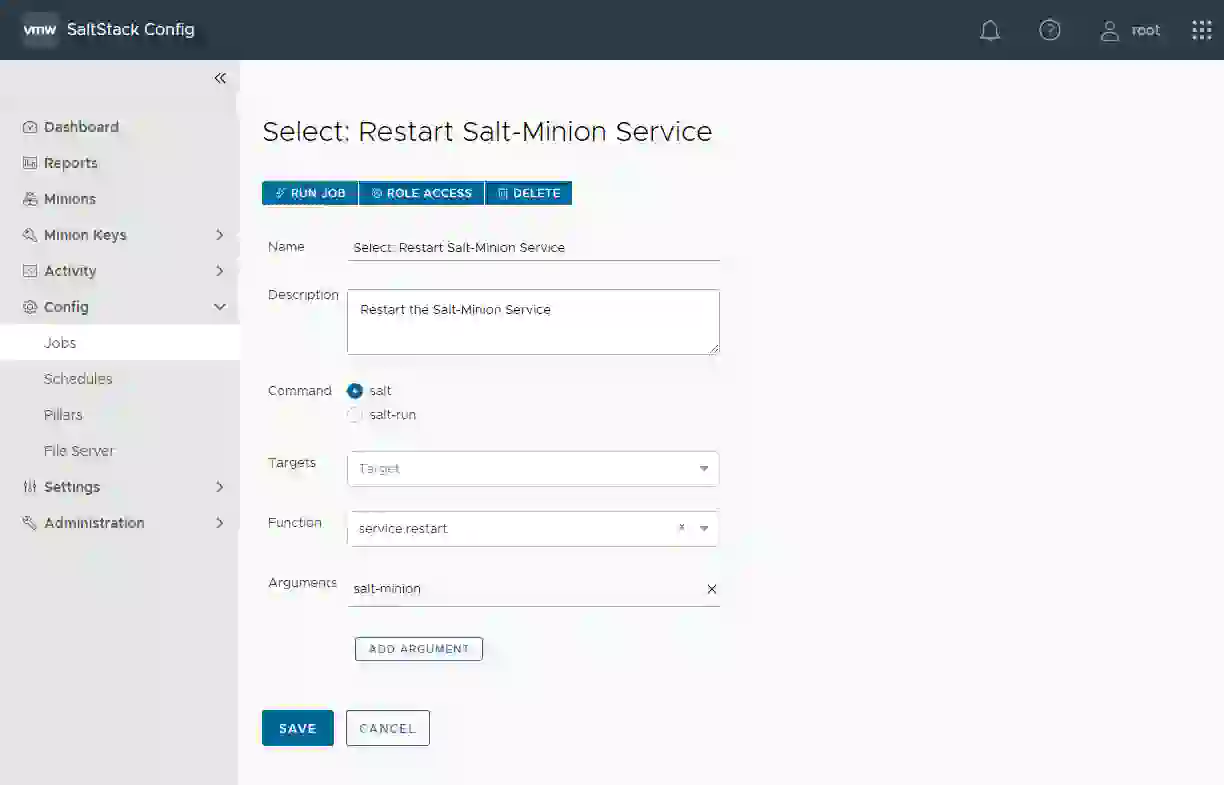 vmw SaltStack Config
root
Dashboard
Reports
Minions
Minion Keys
Activity
Config
Jobs
Schedules
Pillars
File Server
Settings
Administration
Select: Restart Salt-Minion Service
RUN JOB ROLE ACCESS DELETE
Name Select: Restart Salt-Minion Service
Description Restart the Salt-Minion Service
Command salt
salt-run
Targets Target
Function service.restart
Arguments salt-minion
ADD ARGUMENT
SAVE CANCEL